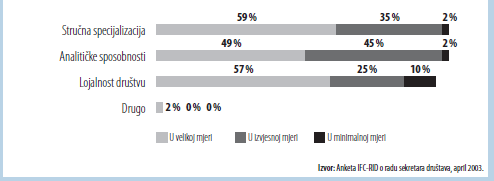 59 % 35 % 2 %
Stručna specijalizacija
49 % 45 % 2 %
Analitičke sposobnosti
57 % 25 % 10 %
Lojalnost društvu
Drugo 2 % 0 % 0 %
U velikoj mjeri U izvjesnoj mjeri U minimalnoj mjeri
Izvor: Anketa IFC-RID o radu sekretara društava, april 2003.